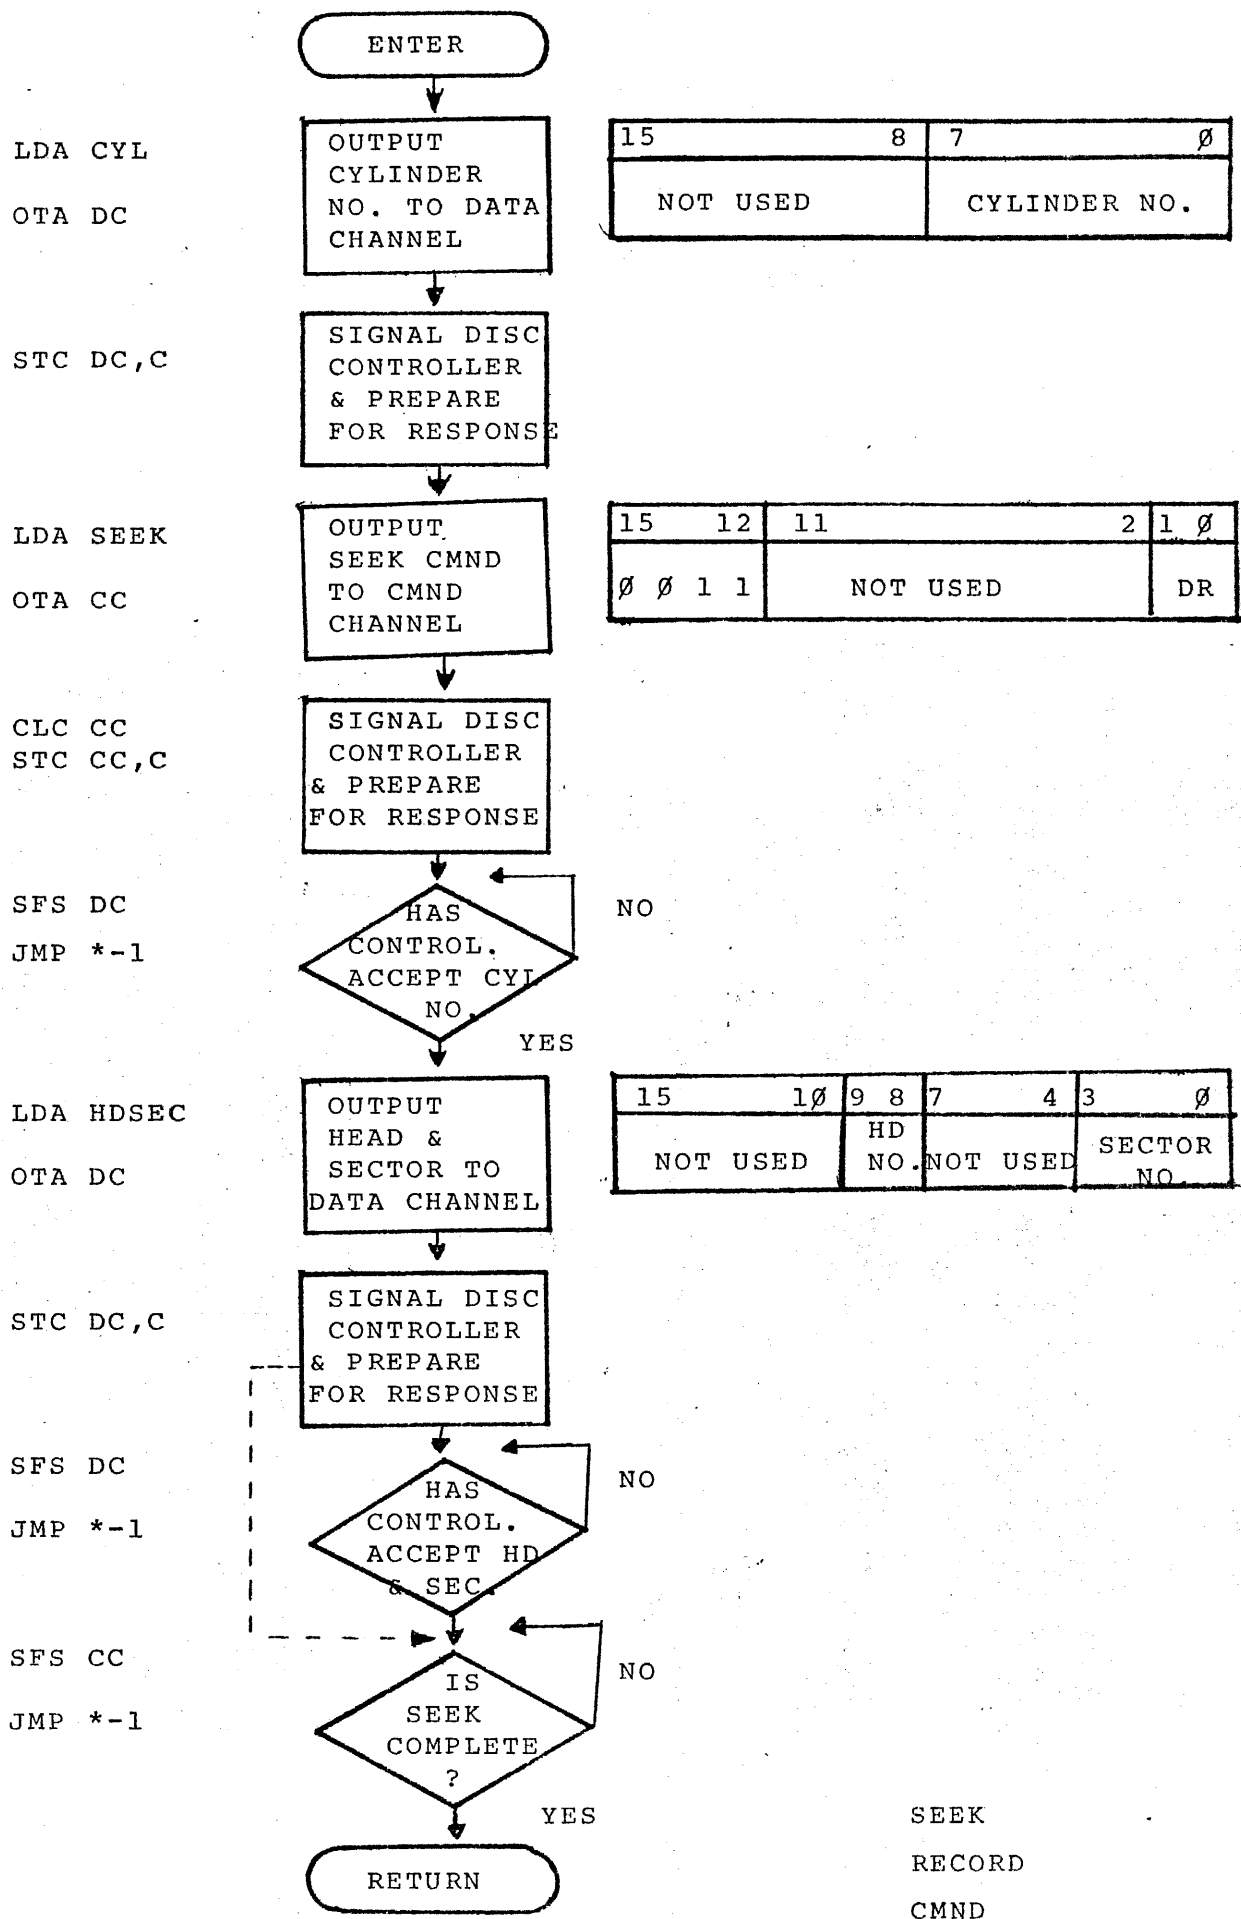 ENTER
LDA CYL
OTA DC
OUTPUT
CYLINDER
NO. TO DATA
CHANNEL
15 8 7 Ø
NOT USED CYLINDER NO.
STC DC,C
SIGNAL DISC
CONTROLLER
& PREPARE
FOR RESPONSE
LDA SEEK
OTA CC
OUTPUT
SEEK CMND
TO CMND
CHANNEL
15 12 11 2 1 Ø
Ø Ø 1 1 NOT USED DR
CLC CC
STC CC,C
SIGNAL DISC
CONTROLLER
& PREPARE
FOR RESPONSE
SFS DC
JMP *-1
HAS
CONTROL.
ACCEPT CYL
NO.
NO
YES
LDA HDSEC
OTA DC
OUTPUT
HEAD &
SECTOR TO
DATA CHANNEL
15 1Ø 9 8 7 4 3 Ø
NOT USED
HD
NO.
NOT USED
SECTOR
NO.
STC DC,C
SIGNAL DISC
CONTROLLER
& PREPARE
FOR RESPONSE
SFS DC
JMP *-1
HAS
CONTROL.
ACCEPT HD
& SEC.
NO
SFS CC
JMP *-1
IS
SEEK
COMPLETE
?
NO
YES
RETURN
SEEK
RECORD
CMND